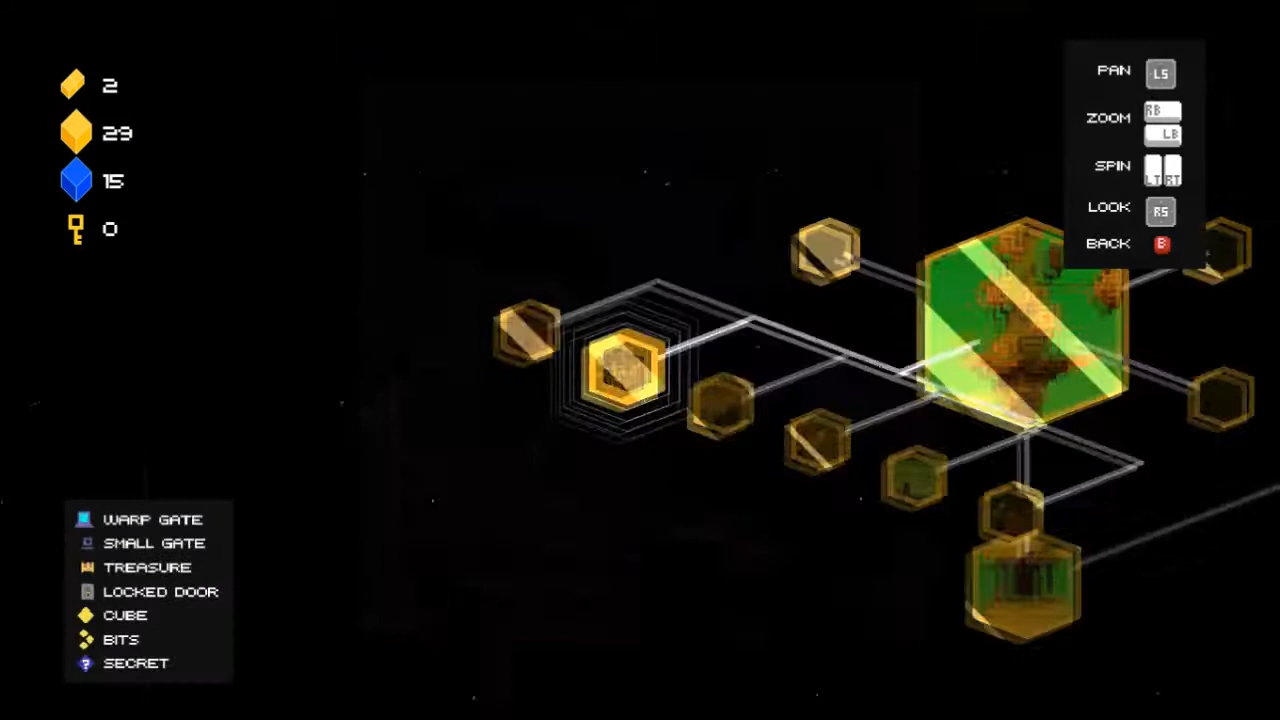 2
29
15
0
PAN LS
ZOOM RB LB
SPIN LT RT
LOOK RS
BACK B
WARP GATE
SMALL GATE
TREASURE
LOCKED DOOR
CUBE
BITS
? SECRET